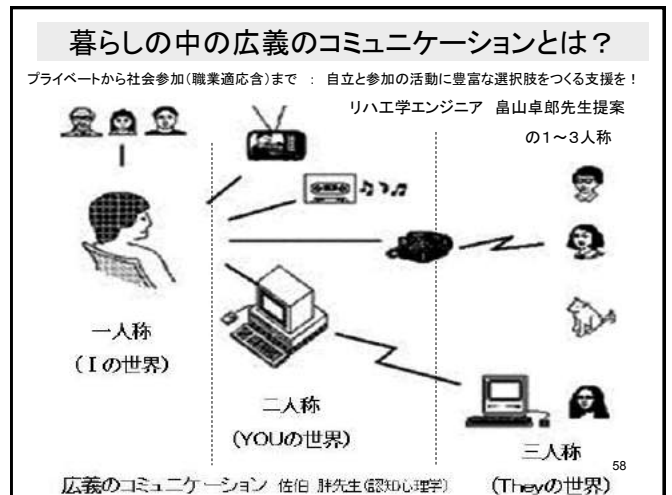 暮らしの中の広義のコミュニケーションとは?
プライベートから社会参加(職業適応含)まで : 自立と参加の活動に豊富な選択肢をつくる支援を!
リハ工学エンジニア 畠山卓郎先生提案
の1~3人称
一人称
(Iの世界)
二人称
(YOUの世界)
三人称
(Theyの世界)
58
広義のコミュニケーション 佐伯 胖先生(認知心理学)